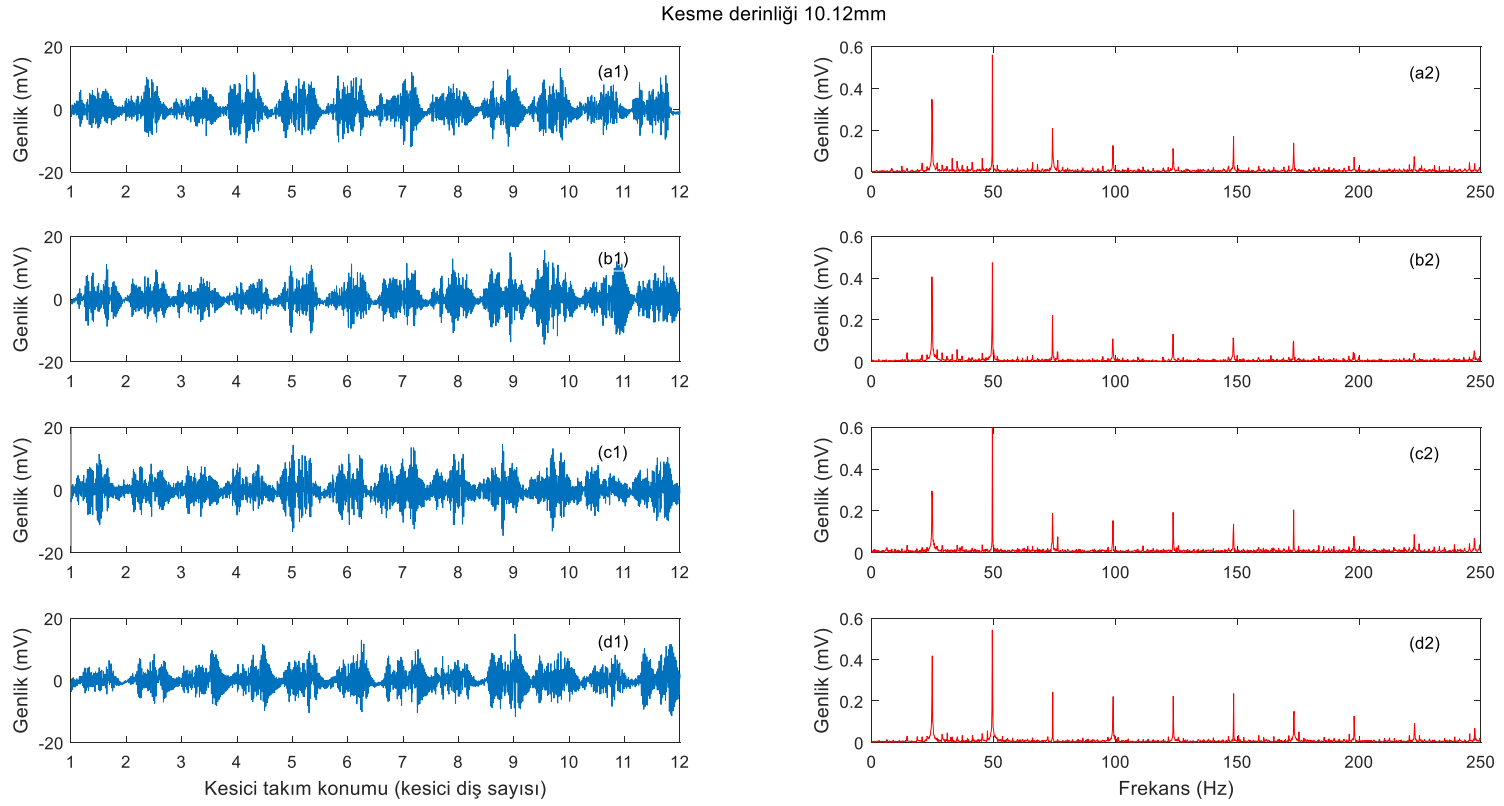 Kesme derinliği 10.12mm
20
0
-20
Genlik (mV)
(a1)
1 2 3 4 5 6 7 8 9 10 11 12
0.6
0.4
0.2
0
Genlik (mV)
(a2)
0 50 100 150 200 250
20
0
-20
Genlik (mV)
(b1)
1 2 3 4 5 6 7 8 9 10 11 12
0.6
0.4
0.2
0
Genlik (mV)
(b2)
0 50 100 150 200 250
20
0
-20
Genlik (mV)
(c1)
1 2 3 4 5 6 7 8 9 10 11 12
0.6
0.4
0.2
0
Genlik (mV)
(c2)
0 50 100 150 200 250
20
0
-20
Genlik (mV)
(d1)
1 2 3 4 5 6 7 8 9 10 11 12
Kesici takım konumu (kesici diş sayısı)
0.6
0.4
0.2
0
Genlik (mV)
(d2)
0 50 100 150 200 250
Frekans (Hz)